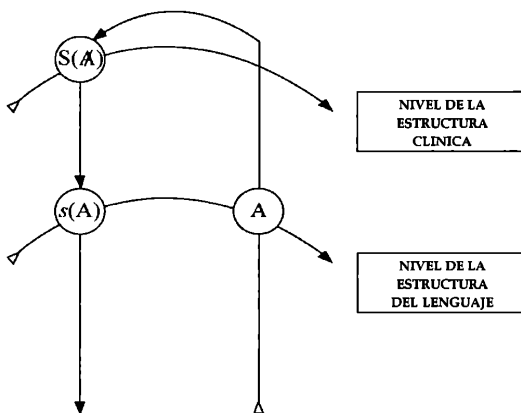 S(Ⱥ)
NIVEL DE LA
ESTRUCTURA
CLINICA
s(A)
A
NIVEL DE LA
ESTRUCTURA
DEL LENGUAJE